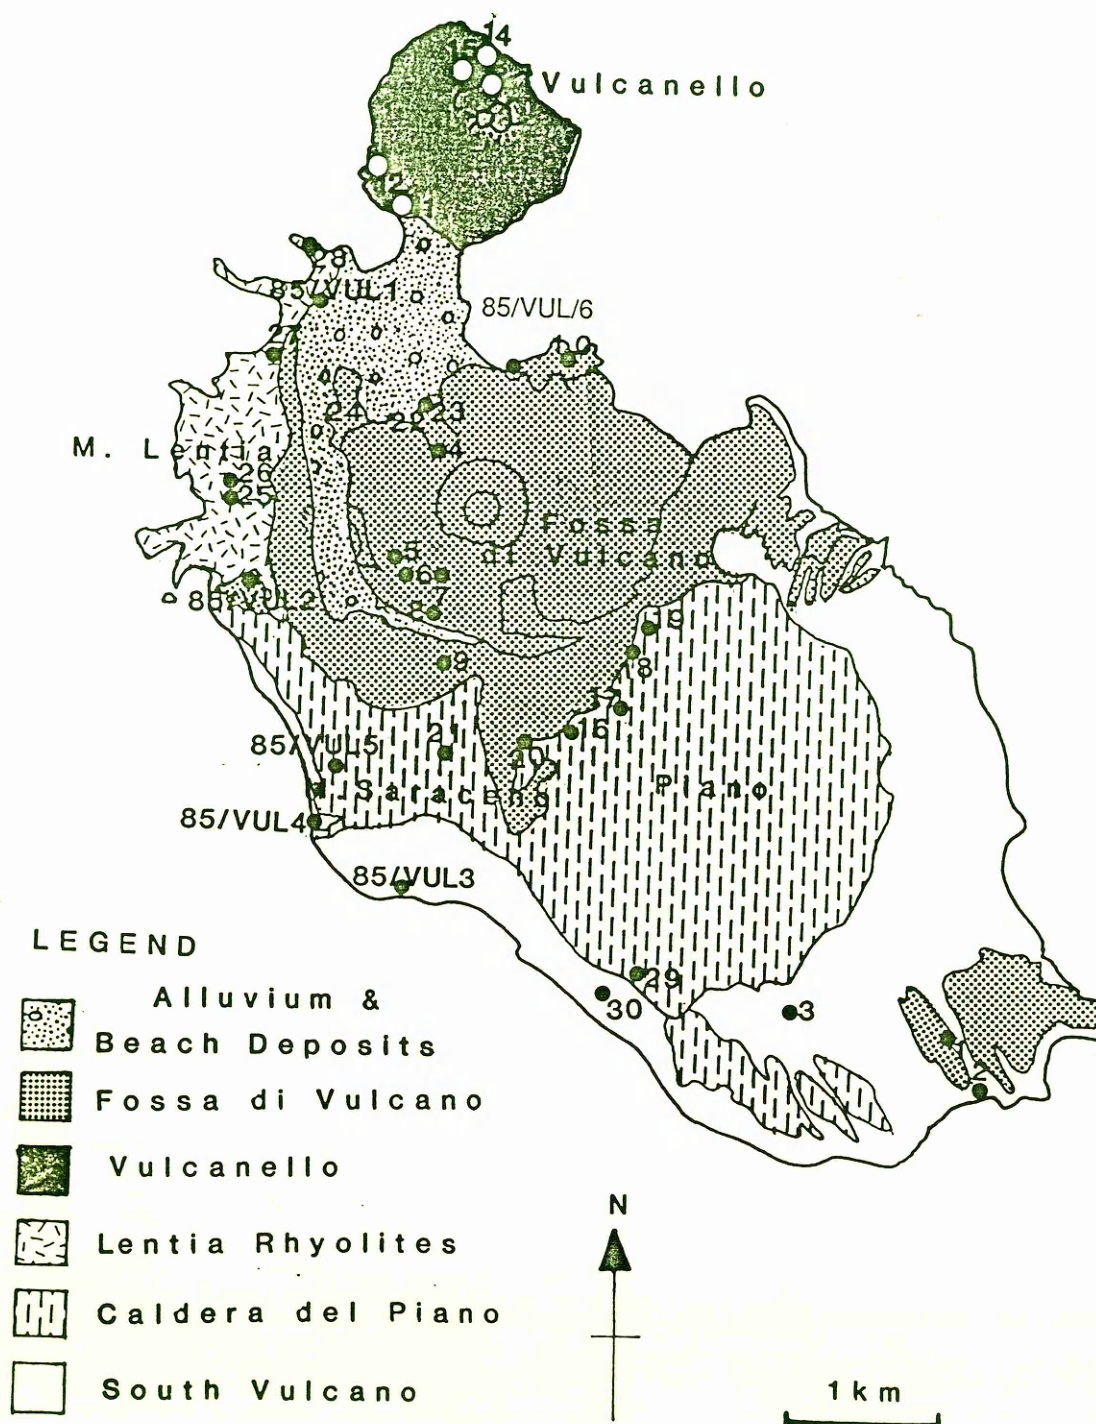 14
15
Vulcanello
12
28
85/VUL1
85/VUL/6
27
10
24
22
23
M. Lentia
4
26
25
Fossa
di Vulcano
5
6
7
8
85/VUL2
19
9
18
17
21
16
85/VUL5
20
M. Saraceno
Piano
85/VUL4
85/VUL3
29
30
3
LEGEND
Alluvium &
Beach Deposits
Fossa di Vulcano
Vulcanello
Lentia Rhyolites
Caldera del Piano
South Vulcano
N
1km